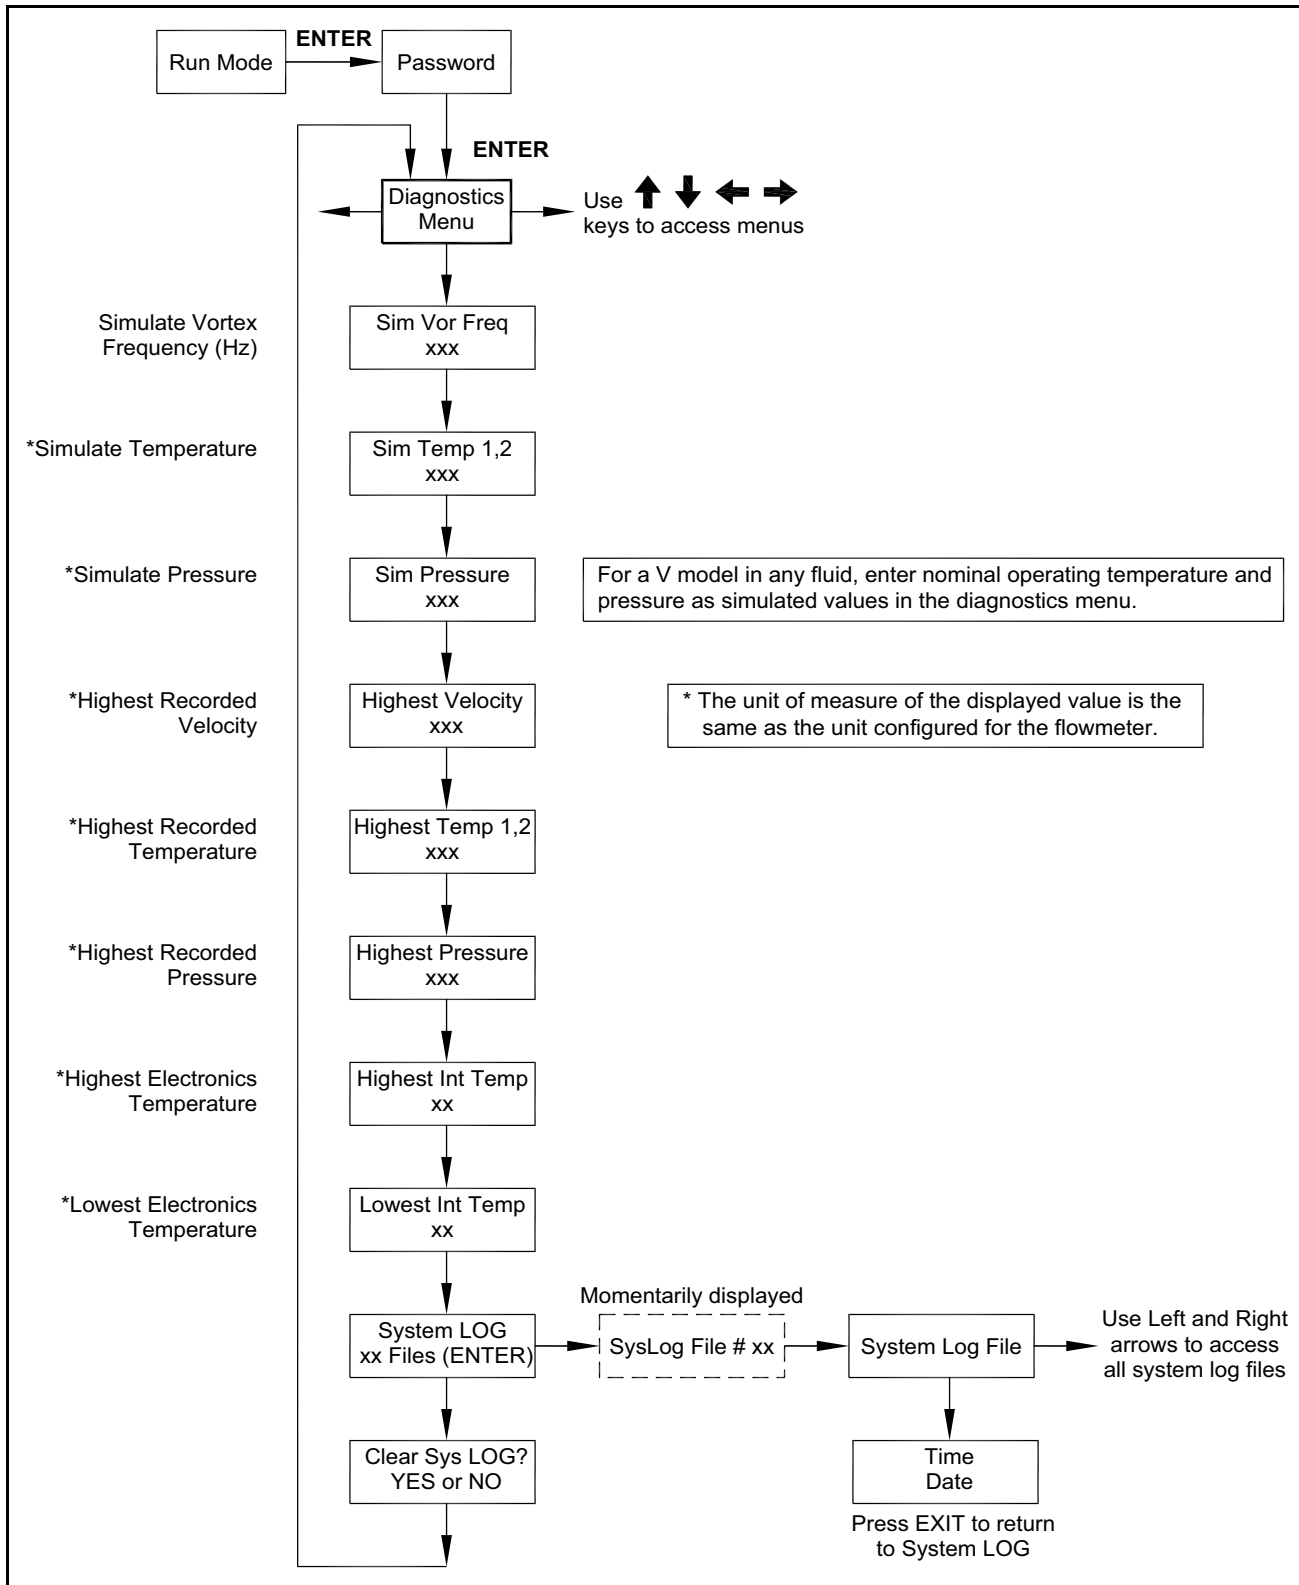 ENTER
Run Mode
Password
ENTER
Diagnostics
Menu
Use
keys to access menus
Simulate Vortex
Frequency (Hz)
Sim Vor Freq
xxx
*Simulate Temperature
Sim Temp 1,2
xxx
*Simulate Pressure
Sim Pressure
xxx
For a V model in any fluid, enter nominal operating temperature and
pressure as simulated values in the diagnostics menu.
*Highest Recorded
Velocity
Highest Velocity
xxx
* The unit of measure of the displayed value is the
same as the unit configured for the flowmeter.
*Highest Recorded
Temperature
Highest Temp 1,2
xxx
*Highest Recorded
Pressure
Highest Pressure
xxx
*Highest Electronics
Temperature
Highest Int Temp
xx
*Lowest Electronics
Temperature
Lowest Int Temp
xx
System LOG
xx Files (ENTER)
Momentarily displayed
SysLog File # xx
System Log File
Use Left and Right
arrows to access
all system log files
Clear Sys LOG?
YES or NO
Time
Date
Press EXIT to return
to System LOG